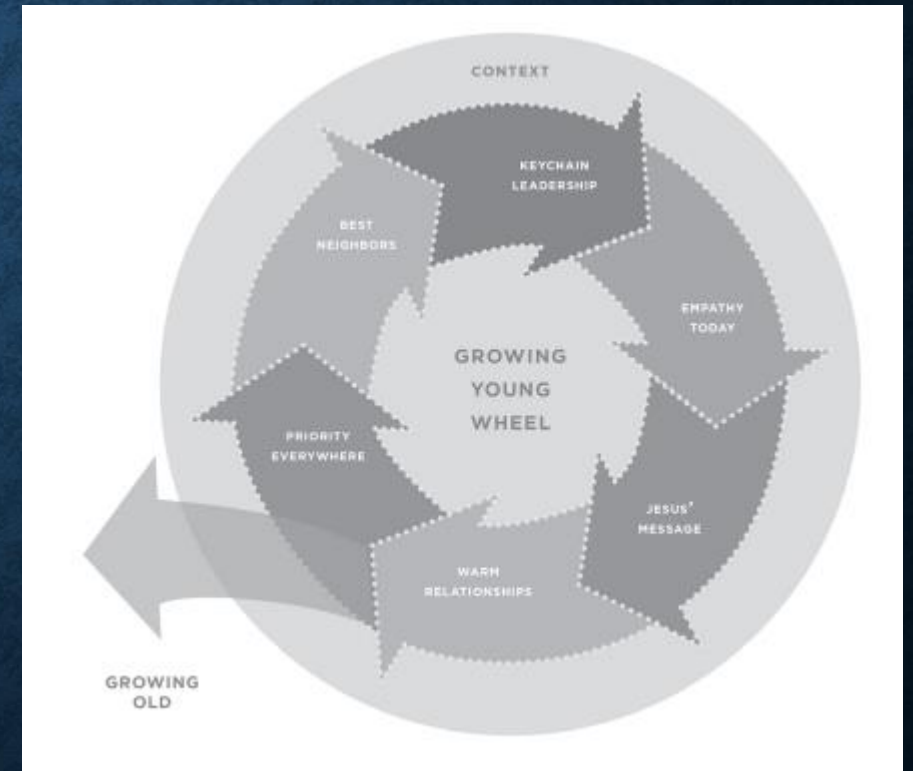 CONTEXT
KEYCHAIN
LEADERSHIP
BEST
NEIGHBORS
EMPATHY
TODAY
GROWING
YOUNG
WHEEL
PRIORITY
EVERYWHERE
JESUS'
MESSAGE
WARM
RELATIONSHIPS
GROWING
OLD